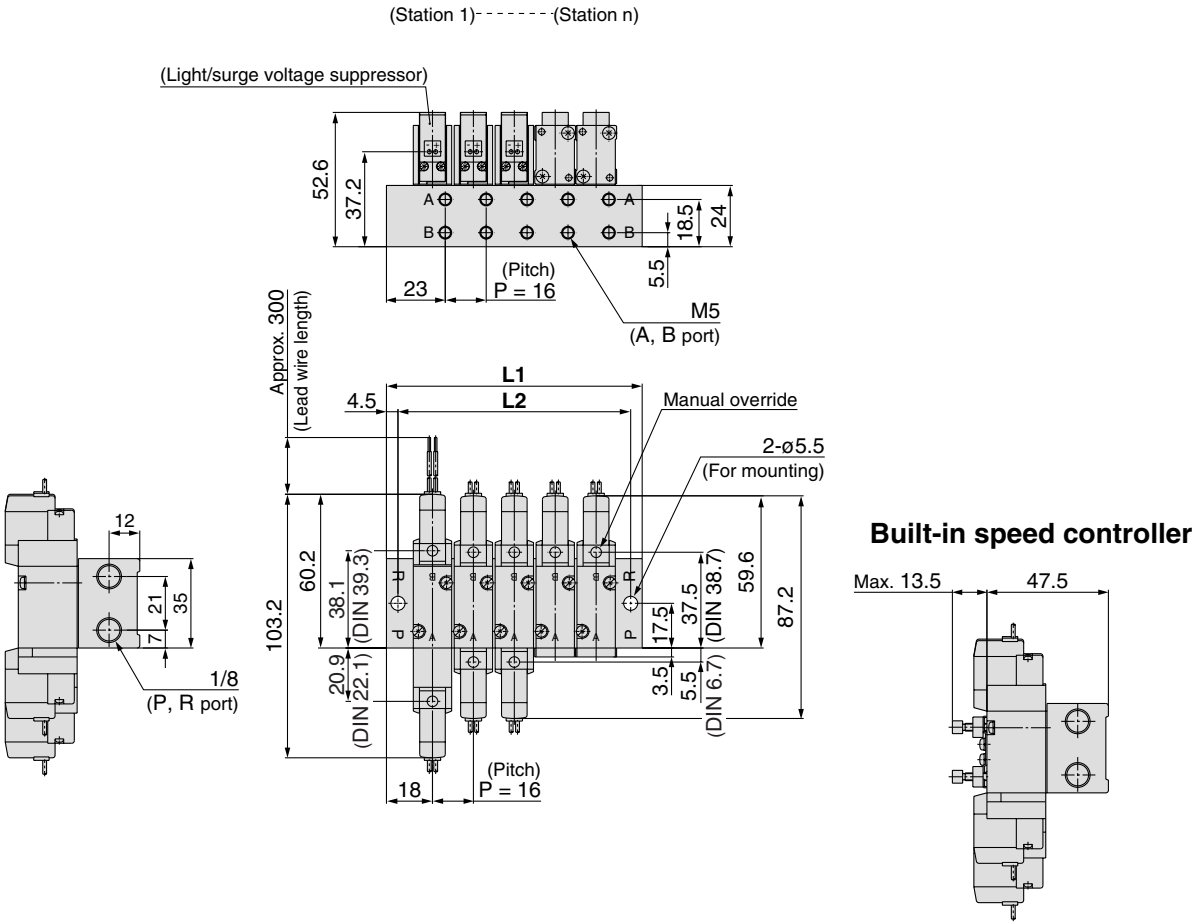 (Station 1)-------(Station n)
(Light/surge voltage suppressor)
52.6
37.2
A
A
B
B
18.5
24
5.5
23
(Pitch)
P = 16
M5
(A, B port)
Approx. 300
(Lead wire length)
L1
4.5
L2
Manual override
2-ø5.5
(For mounting)
103.2
60.2
38.1
(DIN 39.3)
20.9
(DIN 22.1)
R
P
B
B
B
B
B
A
A
A
A
A
R
P
17.5
37.5
(DIN 38.7)
59.6
87.2
3.5
5.5
(DIN 6.7)
18
(Pitch)
P = 16
12
21
35
7
1/8
(P, R port)
Built-in speed controller
Max. 13.5
47.5